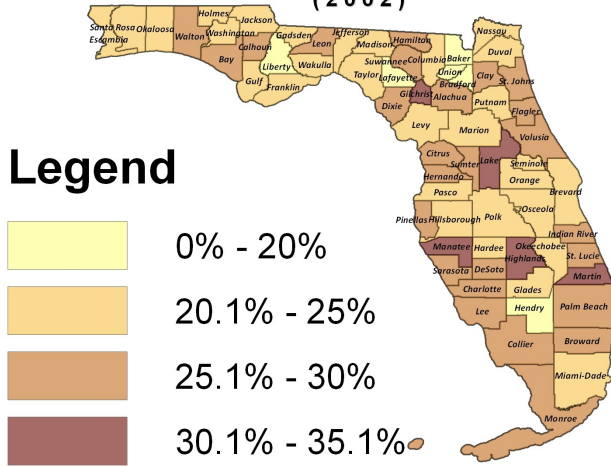 (2002)
Santa Rosa
Escambia
Okaloosa
Walton
Holmes
Washington
Jackson
Bay
Calhoun
Gulf
Liberty
Gadsden
Franklin
Leon
Wakulla
Jefferson
Madison
Taylor
Hamilton
Suwannee
Lafayette
Dixie
Columbia
Gilchrist
Baker
Union
Bradford
Alachua
Nassau
Duval
Clay
St. Johns
Putnam
Flagler
Levy
Marion
Volusia
Citrus
Sumter
Lake
Seminole
Hernando
Orange
Pasco
Brevard
Pinellas
Hillsborough
Polk
Osceola
Indian River
Manatee
Hardee
Okeechobee
Highlands
St. Lucie
Sarasota
DeSoto
Martin
Charlotte
Glades
Lee
Hendry
Palm Beach
Collier
Broward
Miami-Dade
Monroe
Legend
0% - 20%
20.1% - 25%
25.1% - 30%
30.1% - 35.1%